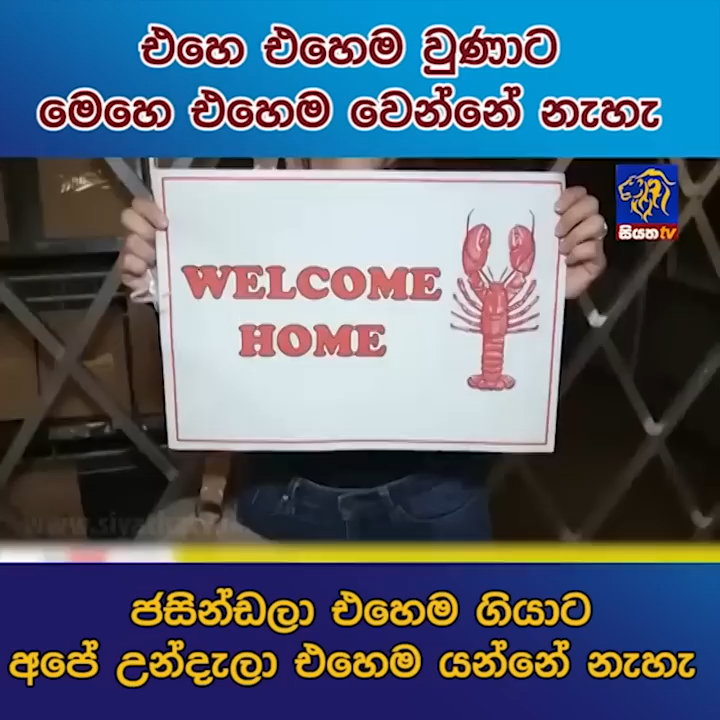 එහෙ එහෙම වුණාට
මෙහෙ එහෙම වෙන්නේ නැහැ
සියත tv
WELCOME
HOME
ජසින්ඩලා එහෙම ගියාට
අපේ උන්දැලා එහෙම යන්නේ නැහැ